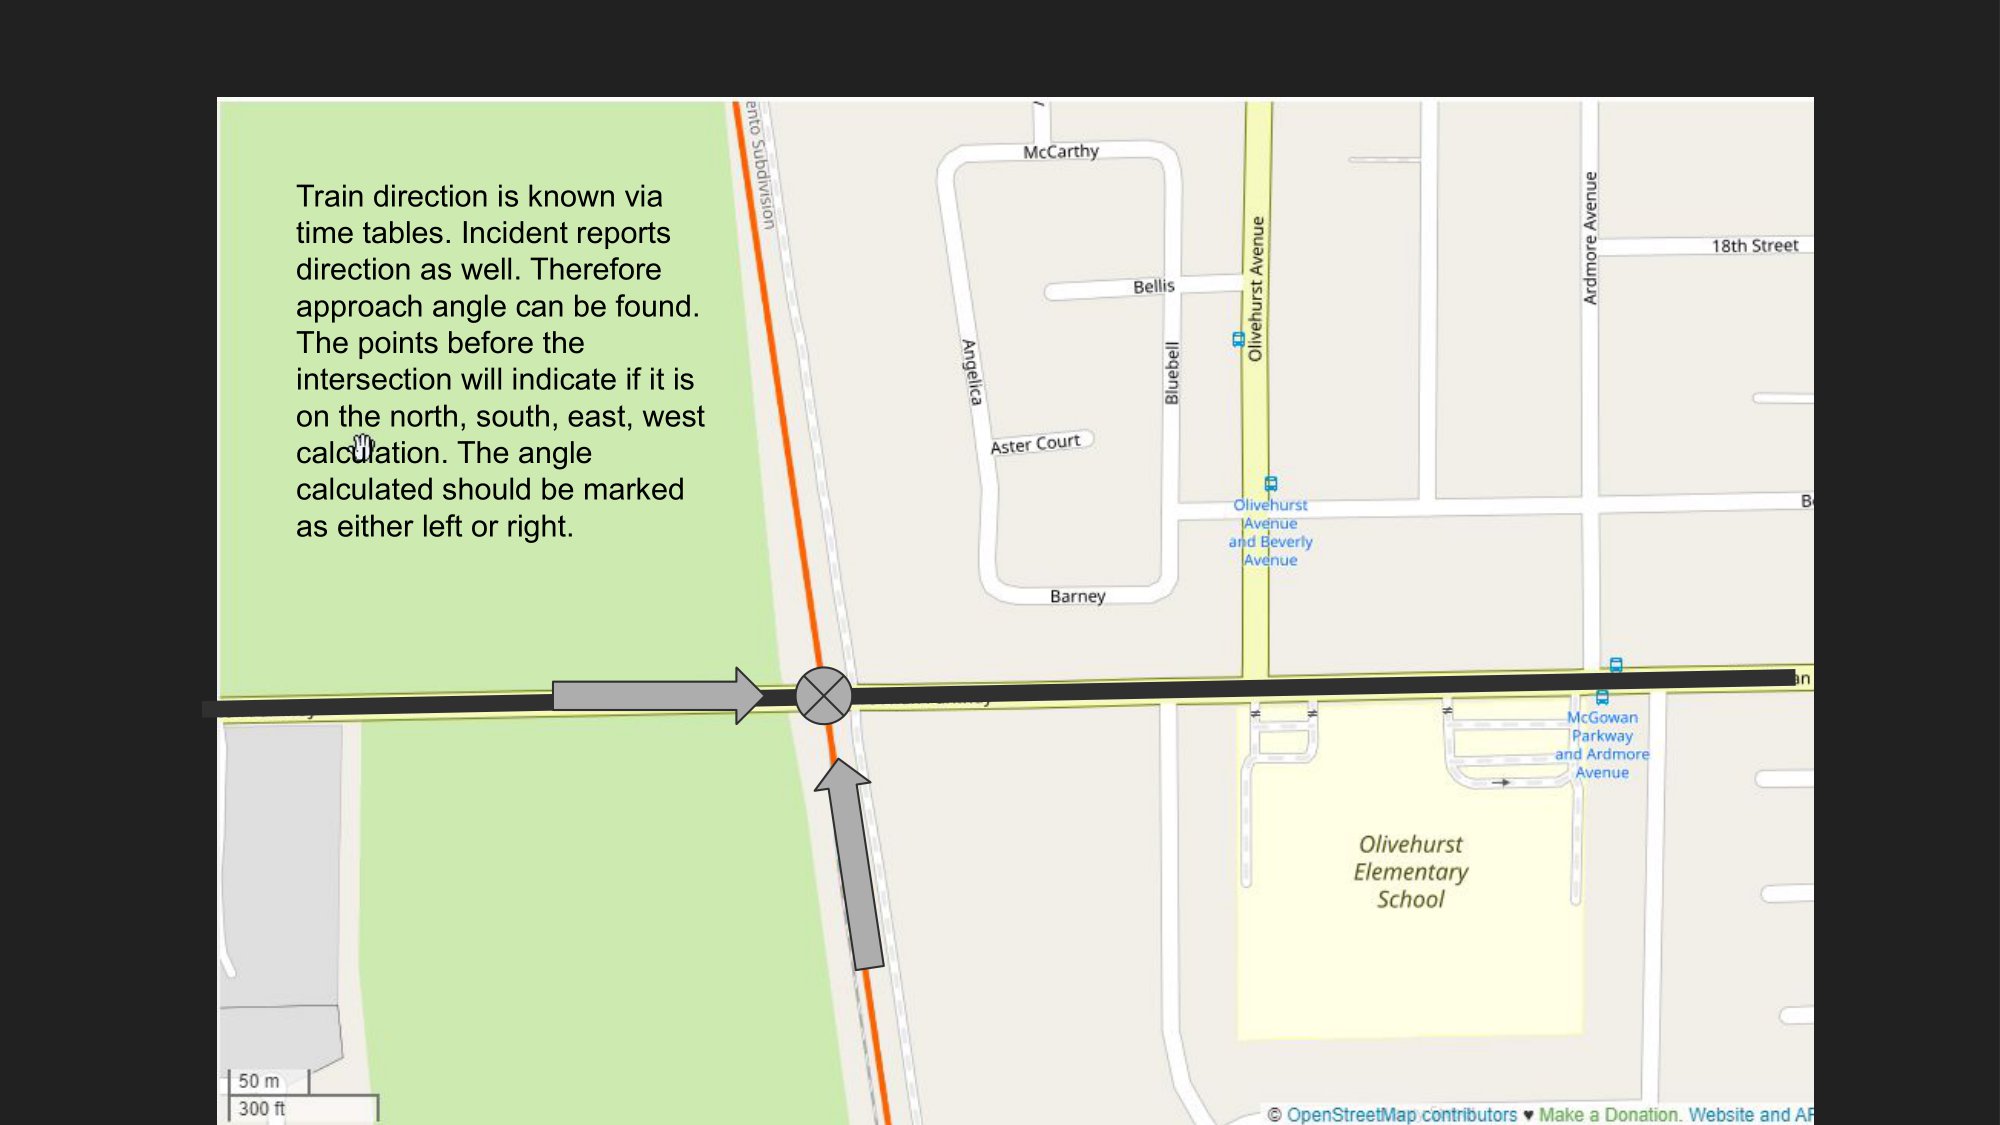 Train direction is known via
time tables. Incident reports
direction as well. Therefore
approach angle can be found.
The points before the
intersection will indicate if it is
on the north, south, east, west
calculation. The angle
calculated should be marked
as either left or right.
ento Subdivision
McCarthy
Bellis
Angelica
Bluebell
Aster Court
Barney
Olivehurst Avenue
Ardmore Avenue
18th Street
Olivehurst
Avenue
and Beverly
Avenue
McGowan
Parkway
and Ardmore
Avenue
Olivehurst
Elementary
School
50 m
300 ft
© OpenStreetMap contributors ♥ Make a Donation. Website and AP